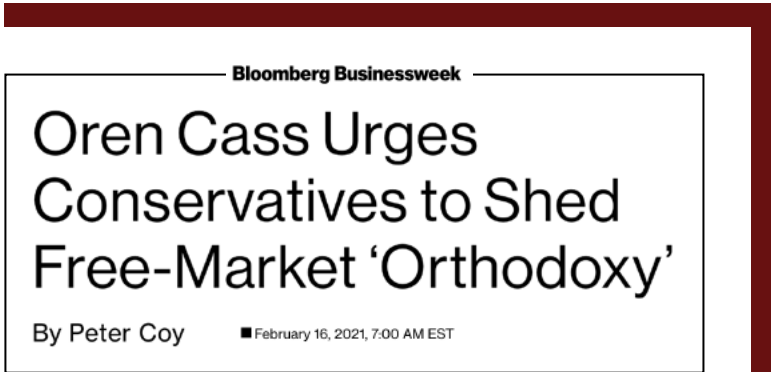 Bloomberg Businessweek
Oren Cass Urges
Conservatives to Shed
Free-Market ‘Orthodoxy’
By Peter Coy ■ February 16, 2021, 7:00 AM EST